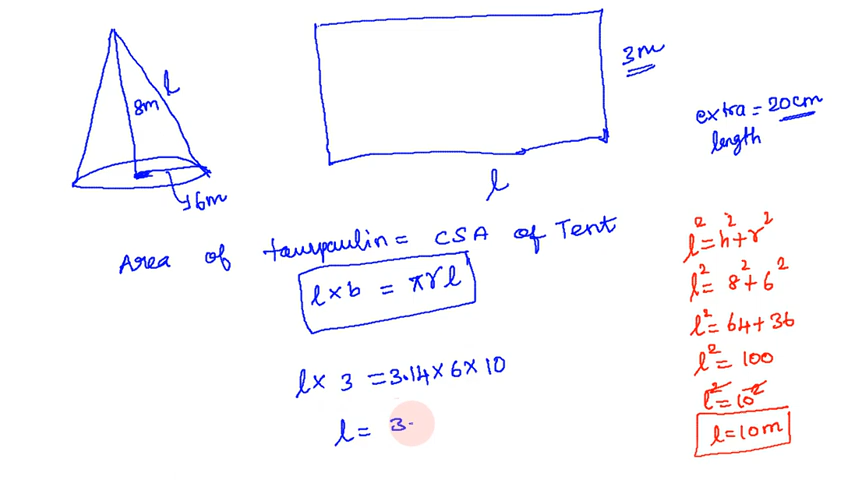 l
8m
6m
3m
l
extra = 20cm
length
Area of taurpaulin = CSA of Tent
l × b = πrl
l × 3 = 3.14 × 6 × 10
l = 3.
l² = h² + r²
l² = 8² + 6²
l² = 64 + 36
l² = 100
l² = 10²
l = 10m